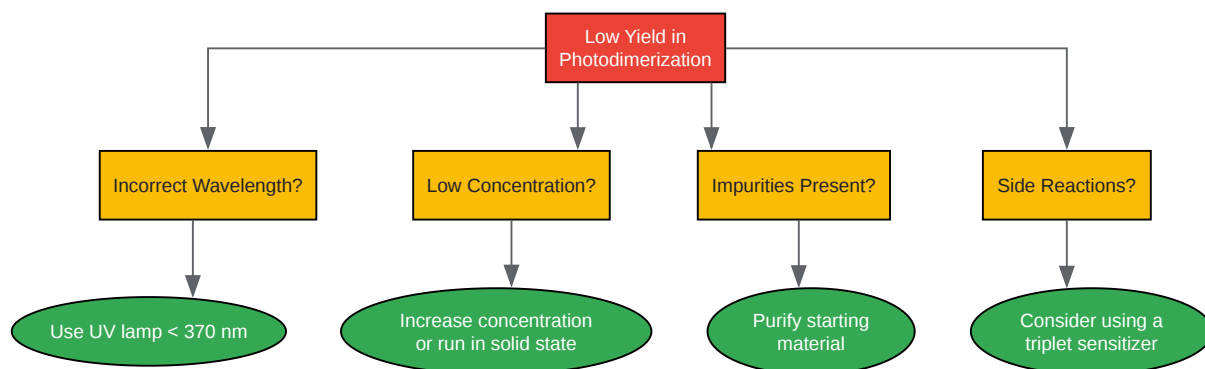 Low Yield in
Photodimerization
Incorrect Wavelength?
Low Concentration?
Impurities Present?
Side Reactions?
Use UV lamp < 370 nm
Increase concentration
or run in solid state
Purify starting
material
Consider using a
triplet sensitizer